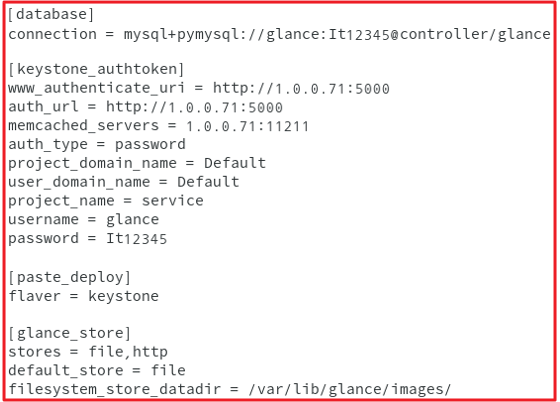 [database]
connection = mysql+pymysql://glance:It12345@controller/glance
[keystone_authtoken]
www_authenticate_uri = http://1.0.0.71:5000
auth_url = http://1.0.0.71:5000
memcached_servers = 1.0.0.71:11211
auth_type = password
project_domain_name = Default
user_domain_name = Default
project_name = service
username = glance
password = It12345
[paste_deploy]
flaver = keystone
[glance_store]
stores = file,http
default_store = file
filesystem_store_datadir = /var/lib/glance/images/